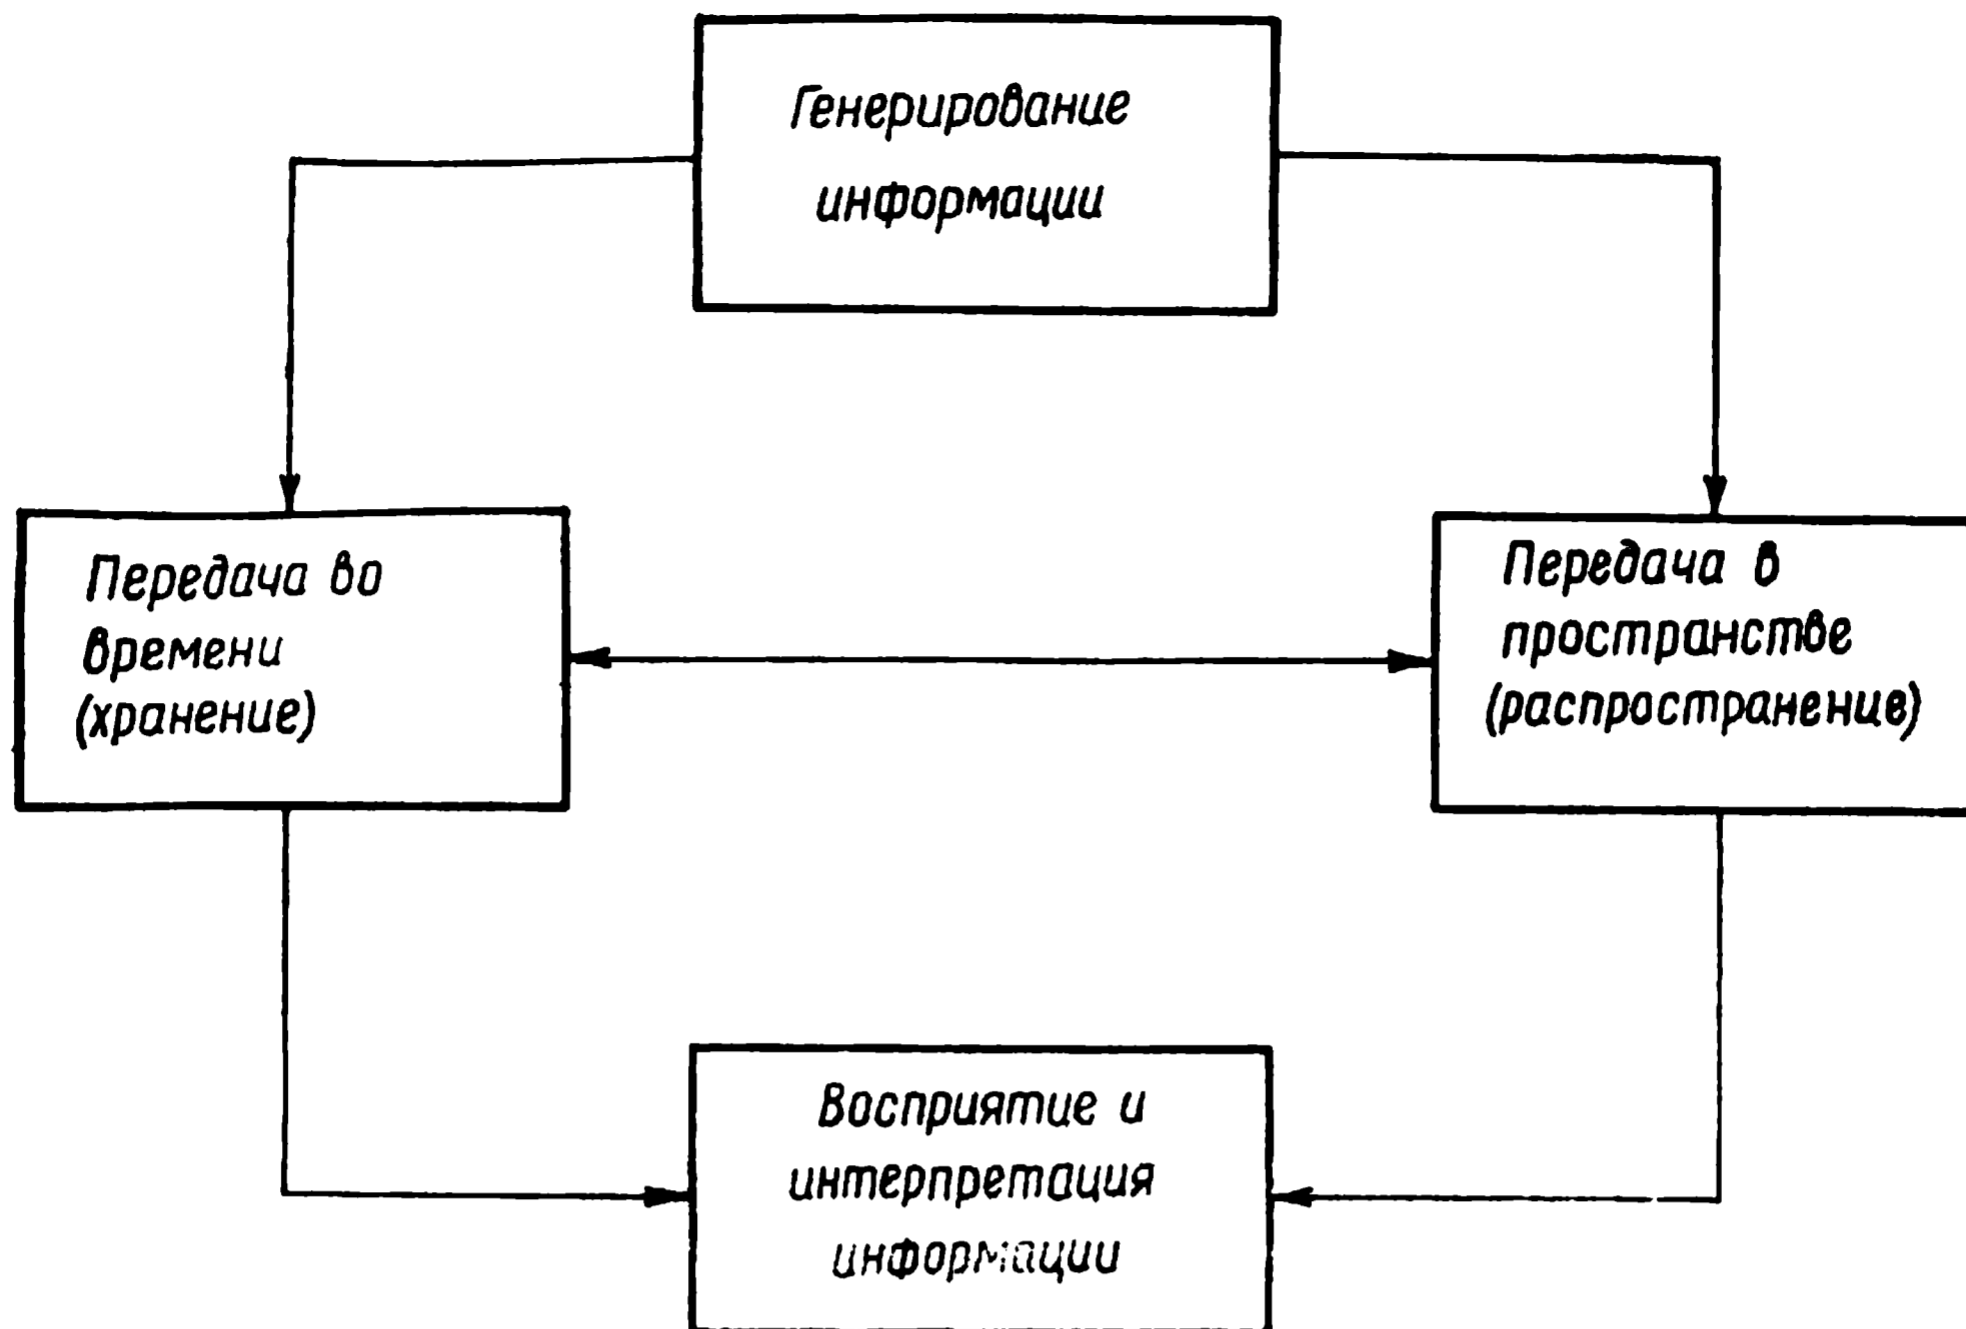 Генерирование
информации
Передача во
времени
(хранение)
Передача в
пространстве
(распространение)
Восприятие и
интерпретация
информации